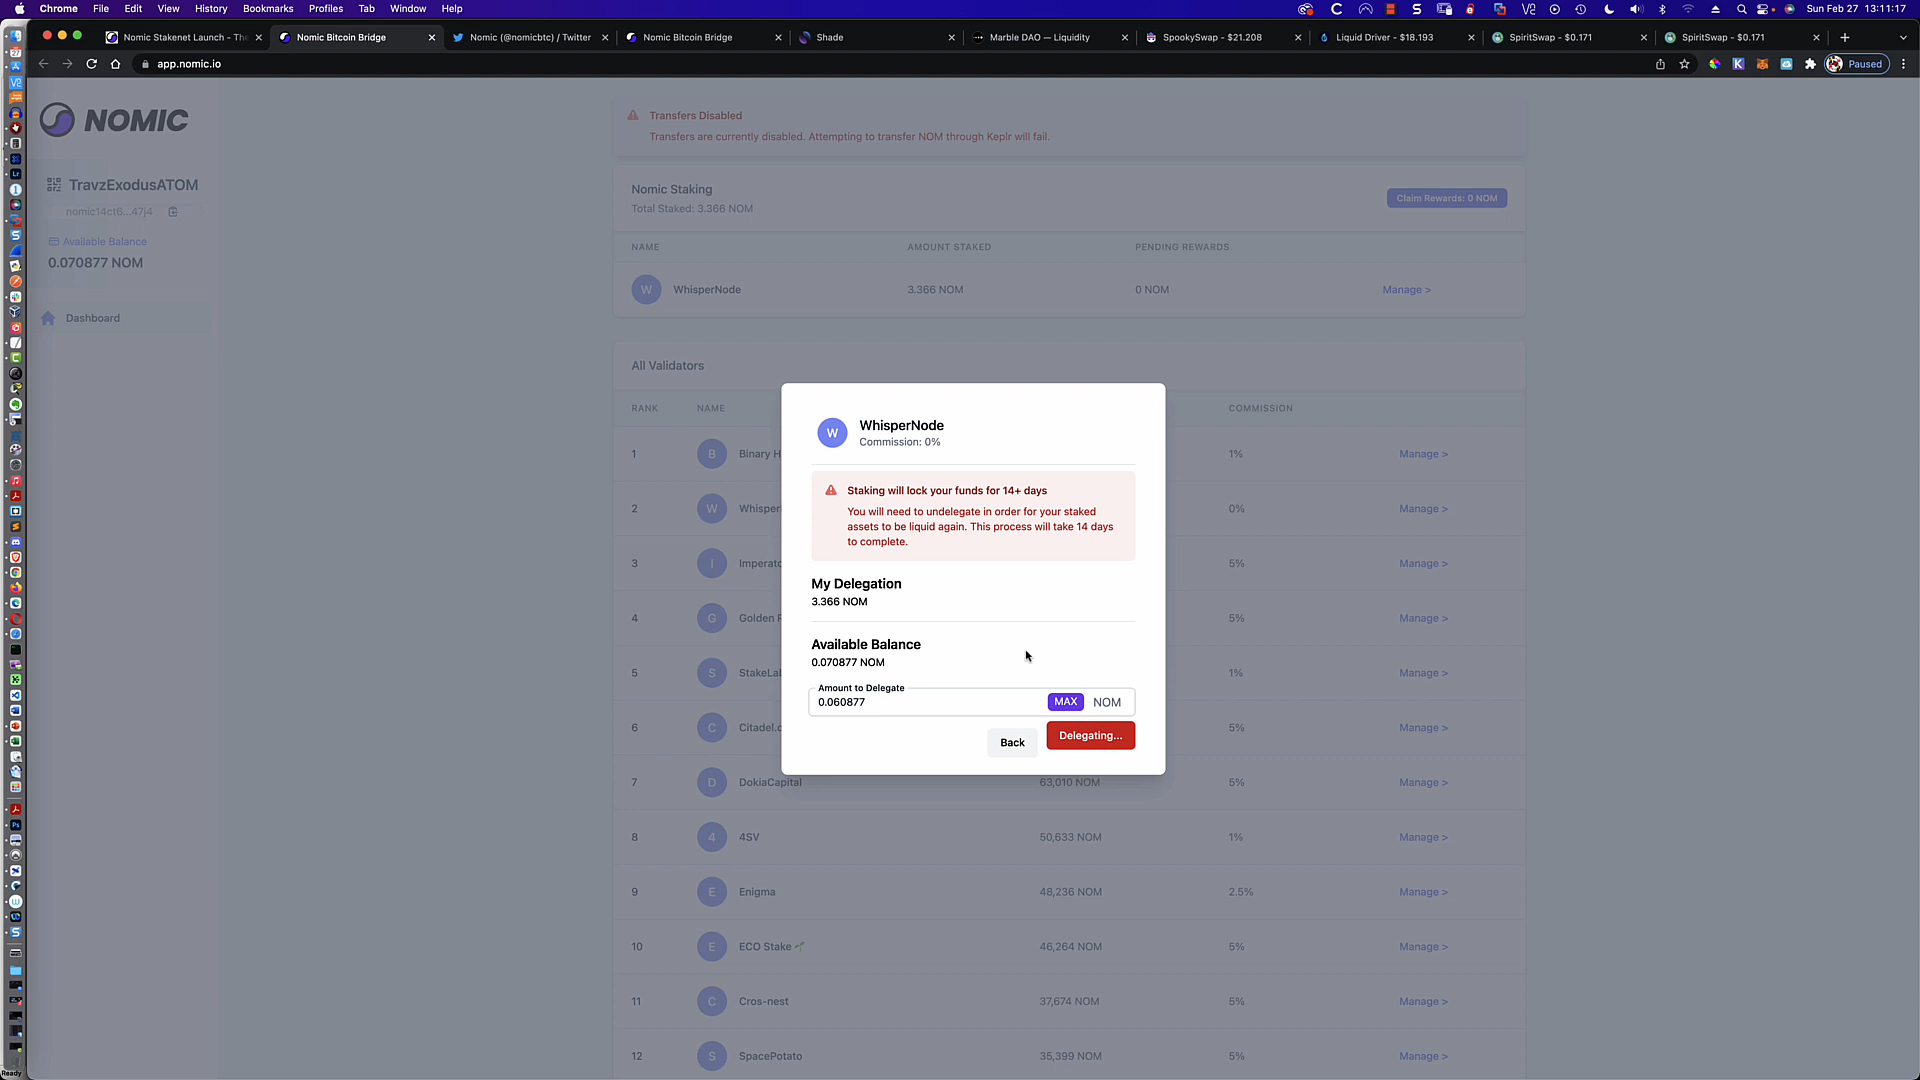 Chrome File Edit View History Bookmarks Profiles Tab Window Help Sun Feb 27 13:11:17
Nomic Stakenet Launch - The Nomic Bitcoin Bridge Nomic (@nomicbtc) / Twitter Nomic Bitcoin Bridge Shade Marble DAO — Liquidity SpookySwap - $21.208 Liquid Driver - $18.193 SpiritSwap - $0.171 SpiritSwap - $0.171
app.nomic.io Paused
NOMIC
TravzExodusATOM
nomic14ct6...47j4
Available Balance
0.070877 NOM
Dashboard
Transfers Disabled
Transfers are currently disabled. Attempting to transfer NOM through Keplr will fail.
Nomic Staking
Total Staked: 3.366 NOM
Claim Rewards: 0 NOM
NAME AMOUNT STAKED PENDING REWARDS
W WhisperNode 3.366 NOM 0 NOM Manage >
All Validators
RANK NAME COMMISSION
1 B Binary H 1% Manage >
2 W Whisper 0% Manage >
3 I Imperato 5% Manage >
4 G Golden 5% Manage >
5 S StakeLab 1% Manage >
6 C Citadel.o 5% Manage >
7 D DokiaCapital 63,010 NOM 5% Manage >
8 4 4SV 50,633 NOM 1% Manage >
9 E Enigma 48,236 NOM 2.5% Manage >
10 E ECO Stake 46,264 NOM 5% Manage >
11 C Cros-nest 37,674 NOM 5% Manage >
12 S SpacePotato 35,399 NOM 5% Manage >
W WhisperNode
Commission: 0%
Staking will lock your funds for 14+ days
You will need to undelegate in order for your staked
assets to be liquid again. This process will take 14 days
to complete.
My Delegation
3.366 NOM
Available Balance
0.070877 NOM
Amount to Delegate
0.060877 MAX NOM
Back Delegating...
Ready